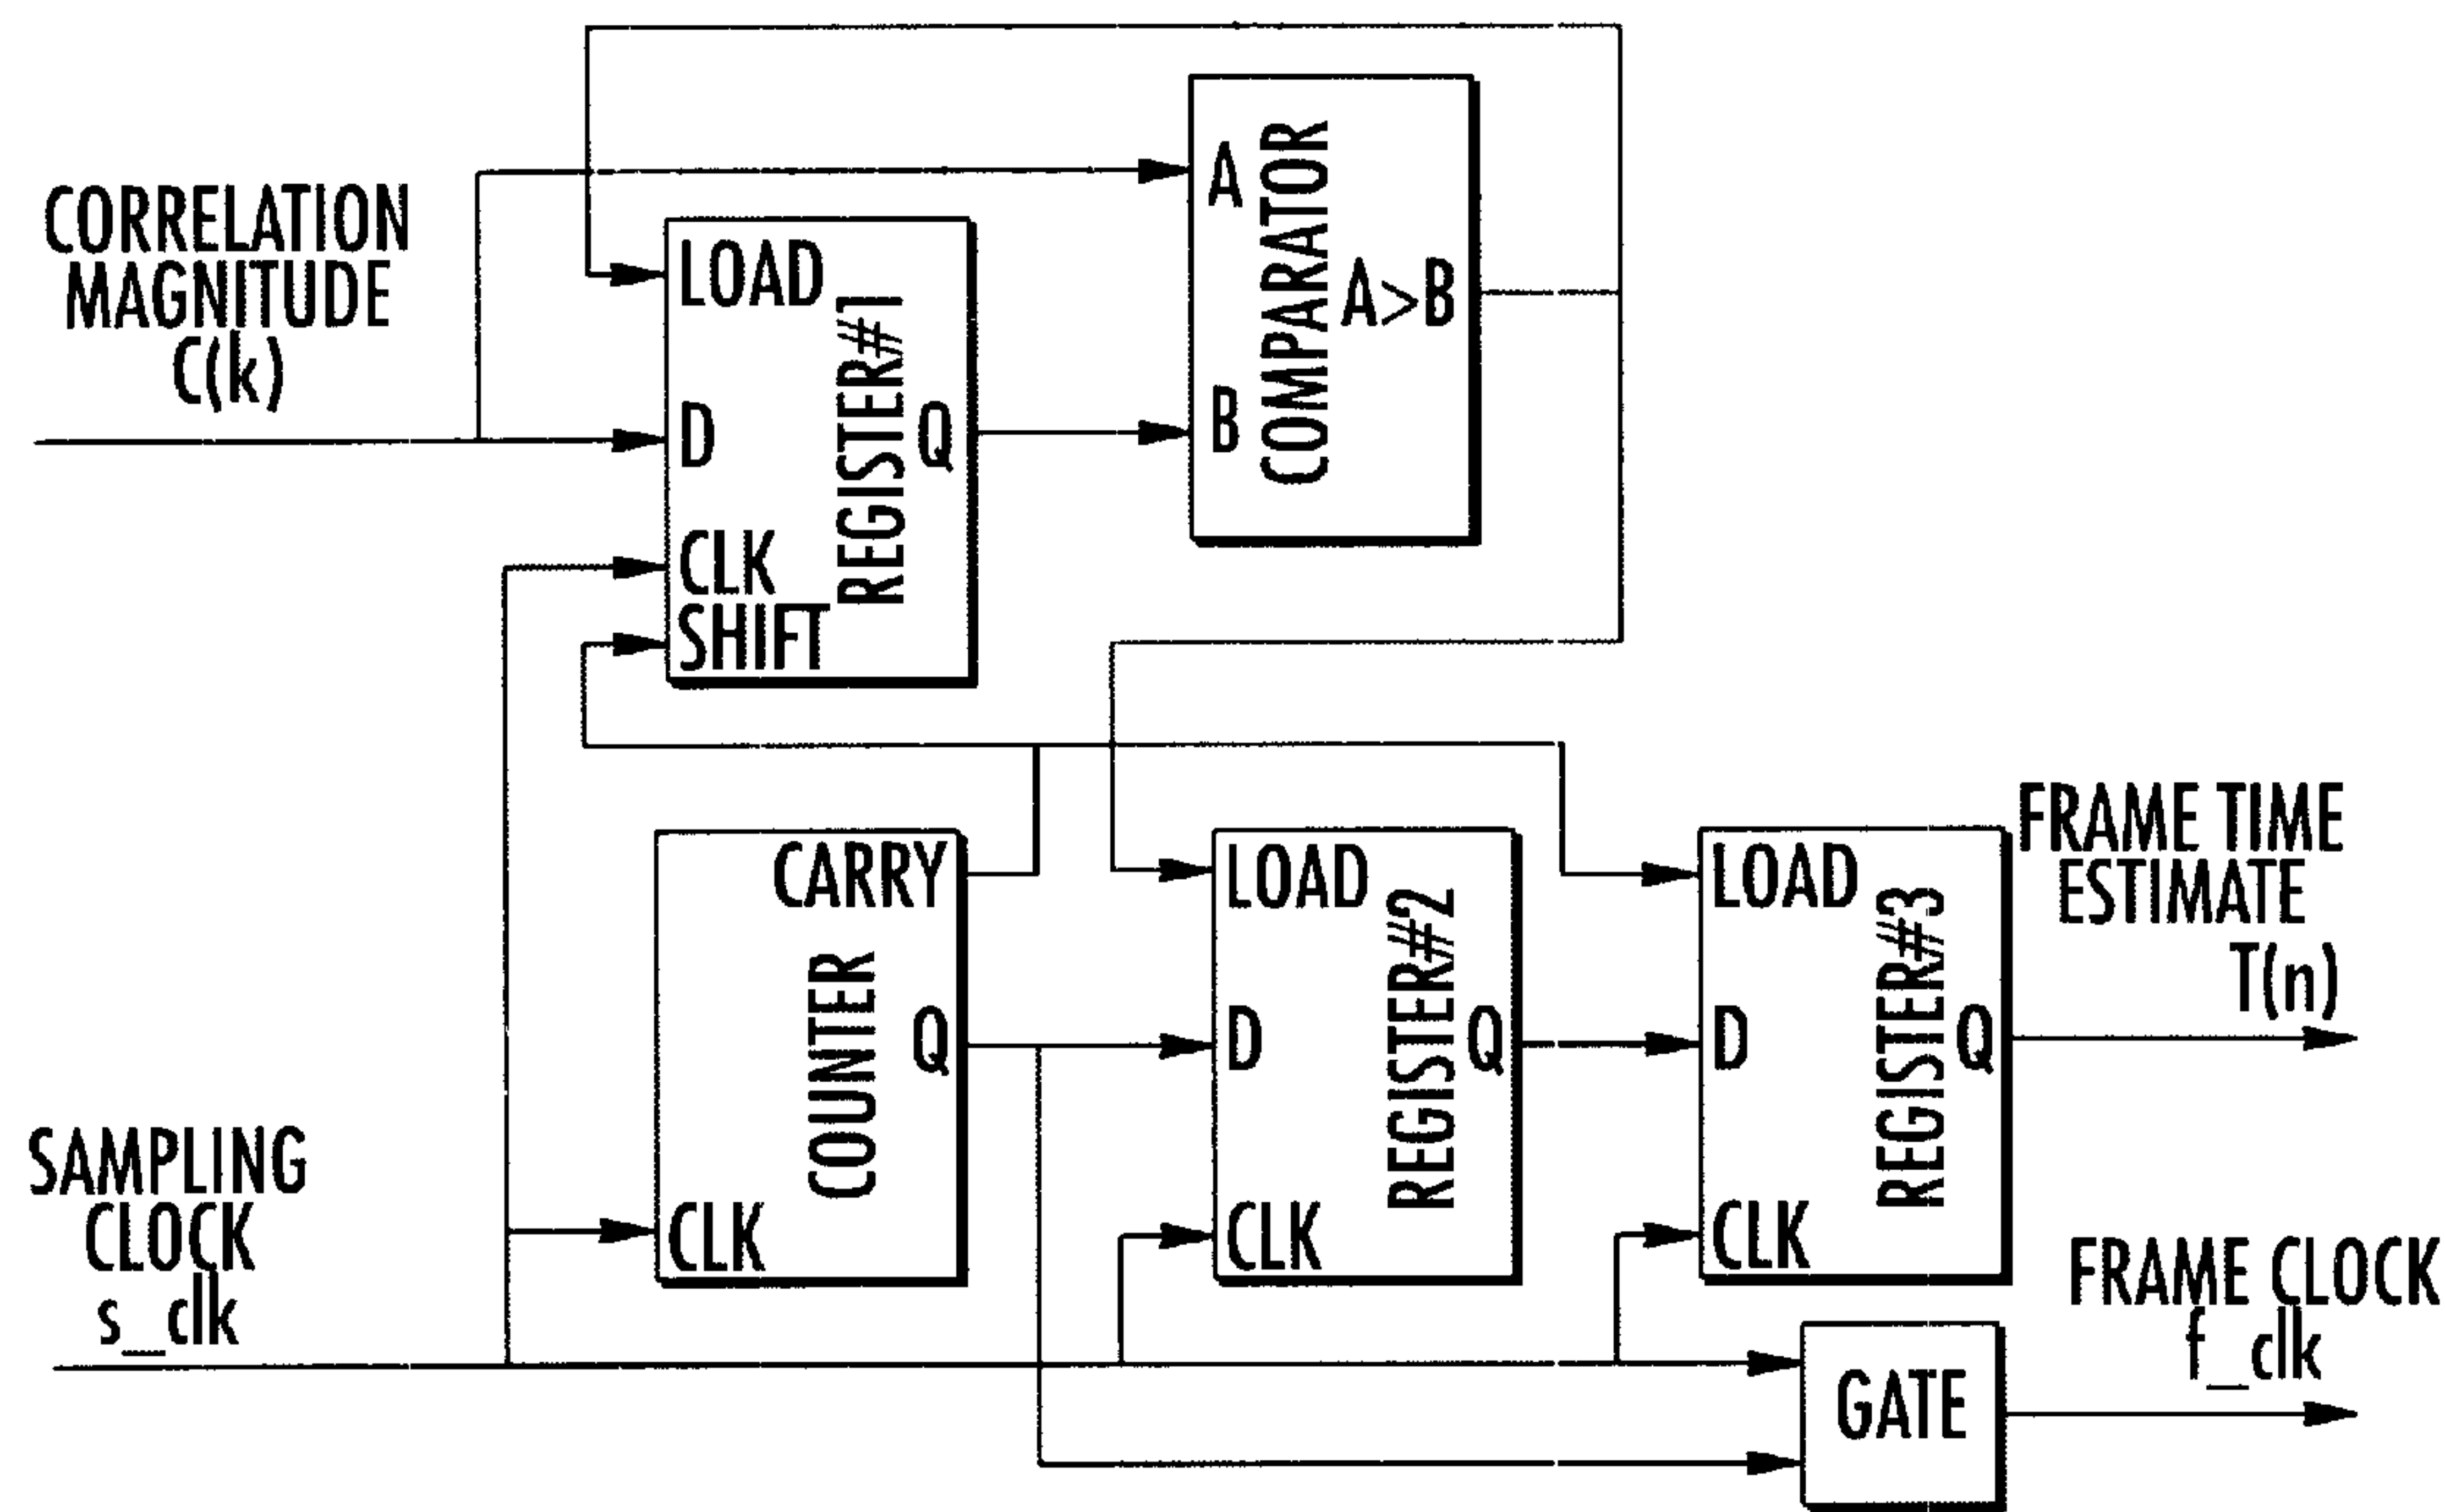 CORRELATION
MAGNITUDE
C(k)
LOAD
D
CLK
SHIFT
REGISTER#1
Q
A
B
COMPARATOR
A>B
CARRY
COUNTER
Q
CLK
LOAD
D
CLK
REGISTER#2
Q
LOAD
D
CLK
REGISTER#3
Q
FRAME TIME
ESTIMATE
T(n)
SAMPLING
CLOCK
s_clk
GATE
FRAME CLOCK
f_clk